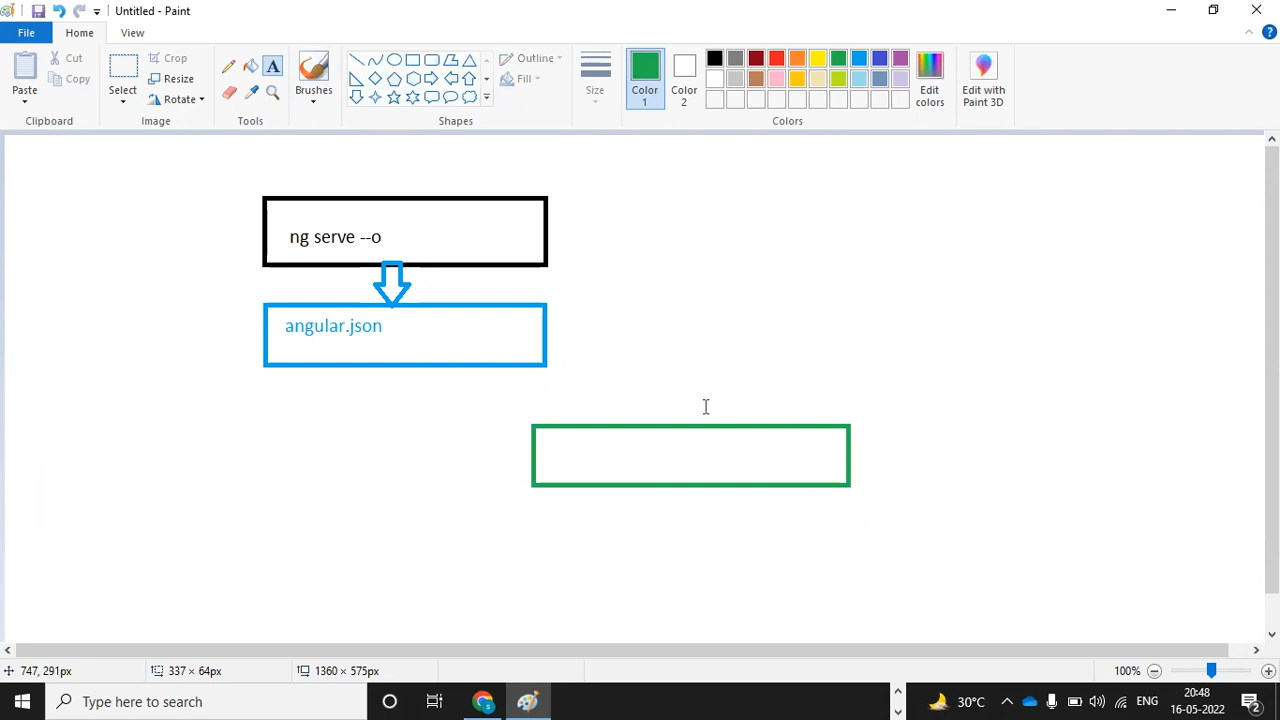 Untitled - Paint
File
Home
View
Paste
Cut
Copy
Clipboard
Select
Crop
Resize
Rotate
Image
A
Tools
Brushes
Outline
Fill
Shapes
Size
Color
1
Color
2
Edit
colors
Colors
Edit with
Paint 3D
ng serve --o
angular.json
747, 291px
337 × 64px
1360 × 575px
100%
Type here to search
30°C
ENG
20:48
16-05-2022
2